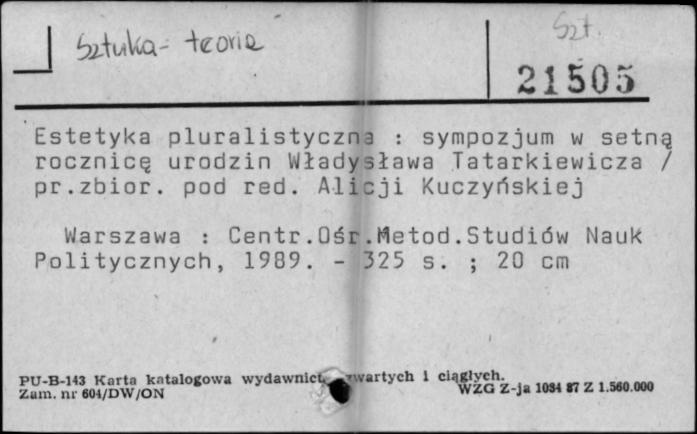 Sztuka - teoria
Szt.
21505
Estetyka pluralistyczna : sympozjum w setną
rocznicę urodzin Władysława Tatarkiewicza /
pr.zbior. pod red. Alicji Kuczyńskiej
Warszawa : Centr.Ośr.Metod.Studiów Nauk
Politycznych, 1989. - 325 s. ; 20 cm
PU-B-143 Karta katalogowa wydawnict zwartych i ciągłych.
Zam. nr 604/DW/ON
WZG Z-ja 1034 87 Z 1.560.000